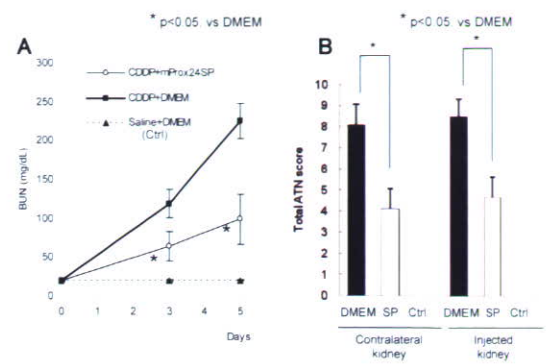 * p<0.05. vs DMEM
A
300
250
200
150
100
50
0
BUN (mg/dL)
CDDP+mProx24SP
CDDP+DMEM
Saline+DMEM
(Ctrl)
*
*
0 1 2 3 4 5
Days
* p<0.05. vs DMEM
B
*
*
10
9
8
7
6
5
4
3
2
1
0
Total ATN score
DMEM SP Ctrl DMEM SP Ctrl
Contralateral
kidney
Injected
kidney